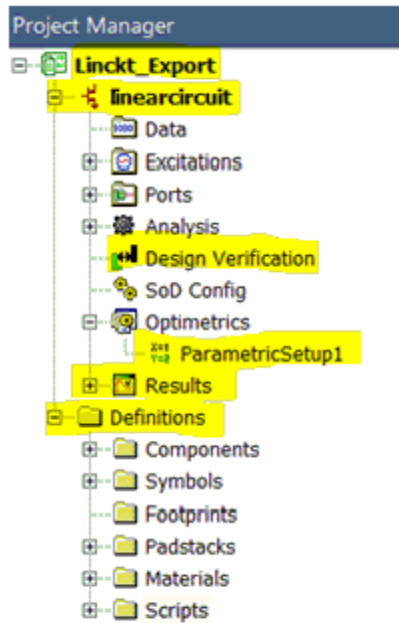 Project Manager
Linckt_Export
linearcircuit
Data
Excitations
Ports
Analysis
Design Verification
SoD Config
Optimetrics
ParametricSetup1
Results
Definitions
Components
Symbols
Footprints
Padstacks
Materials
Scripts